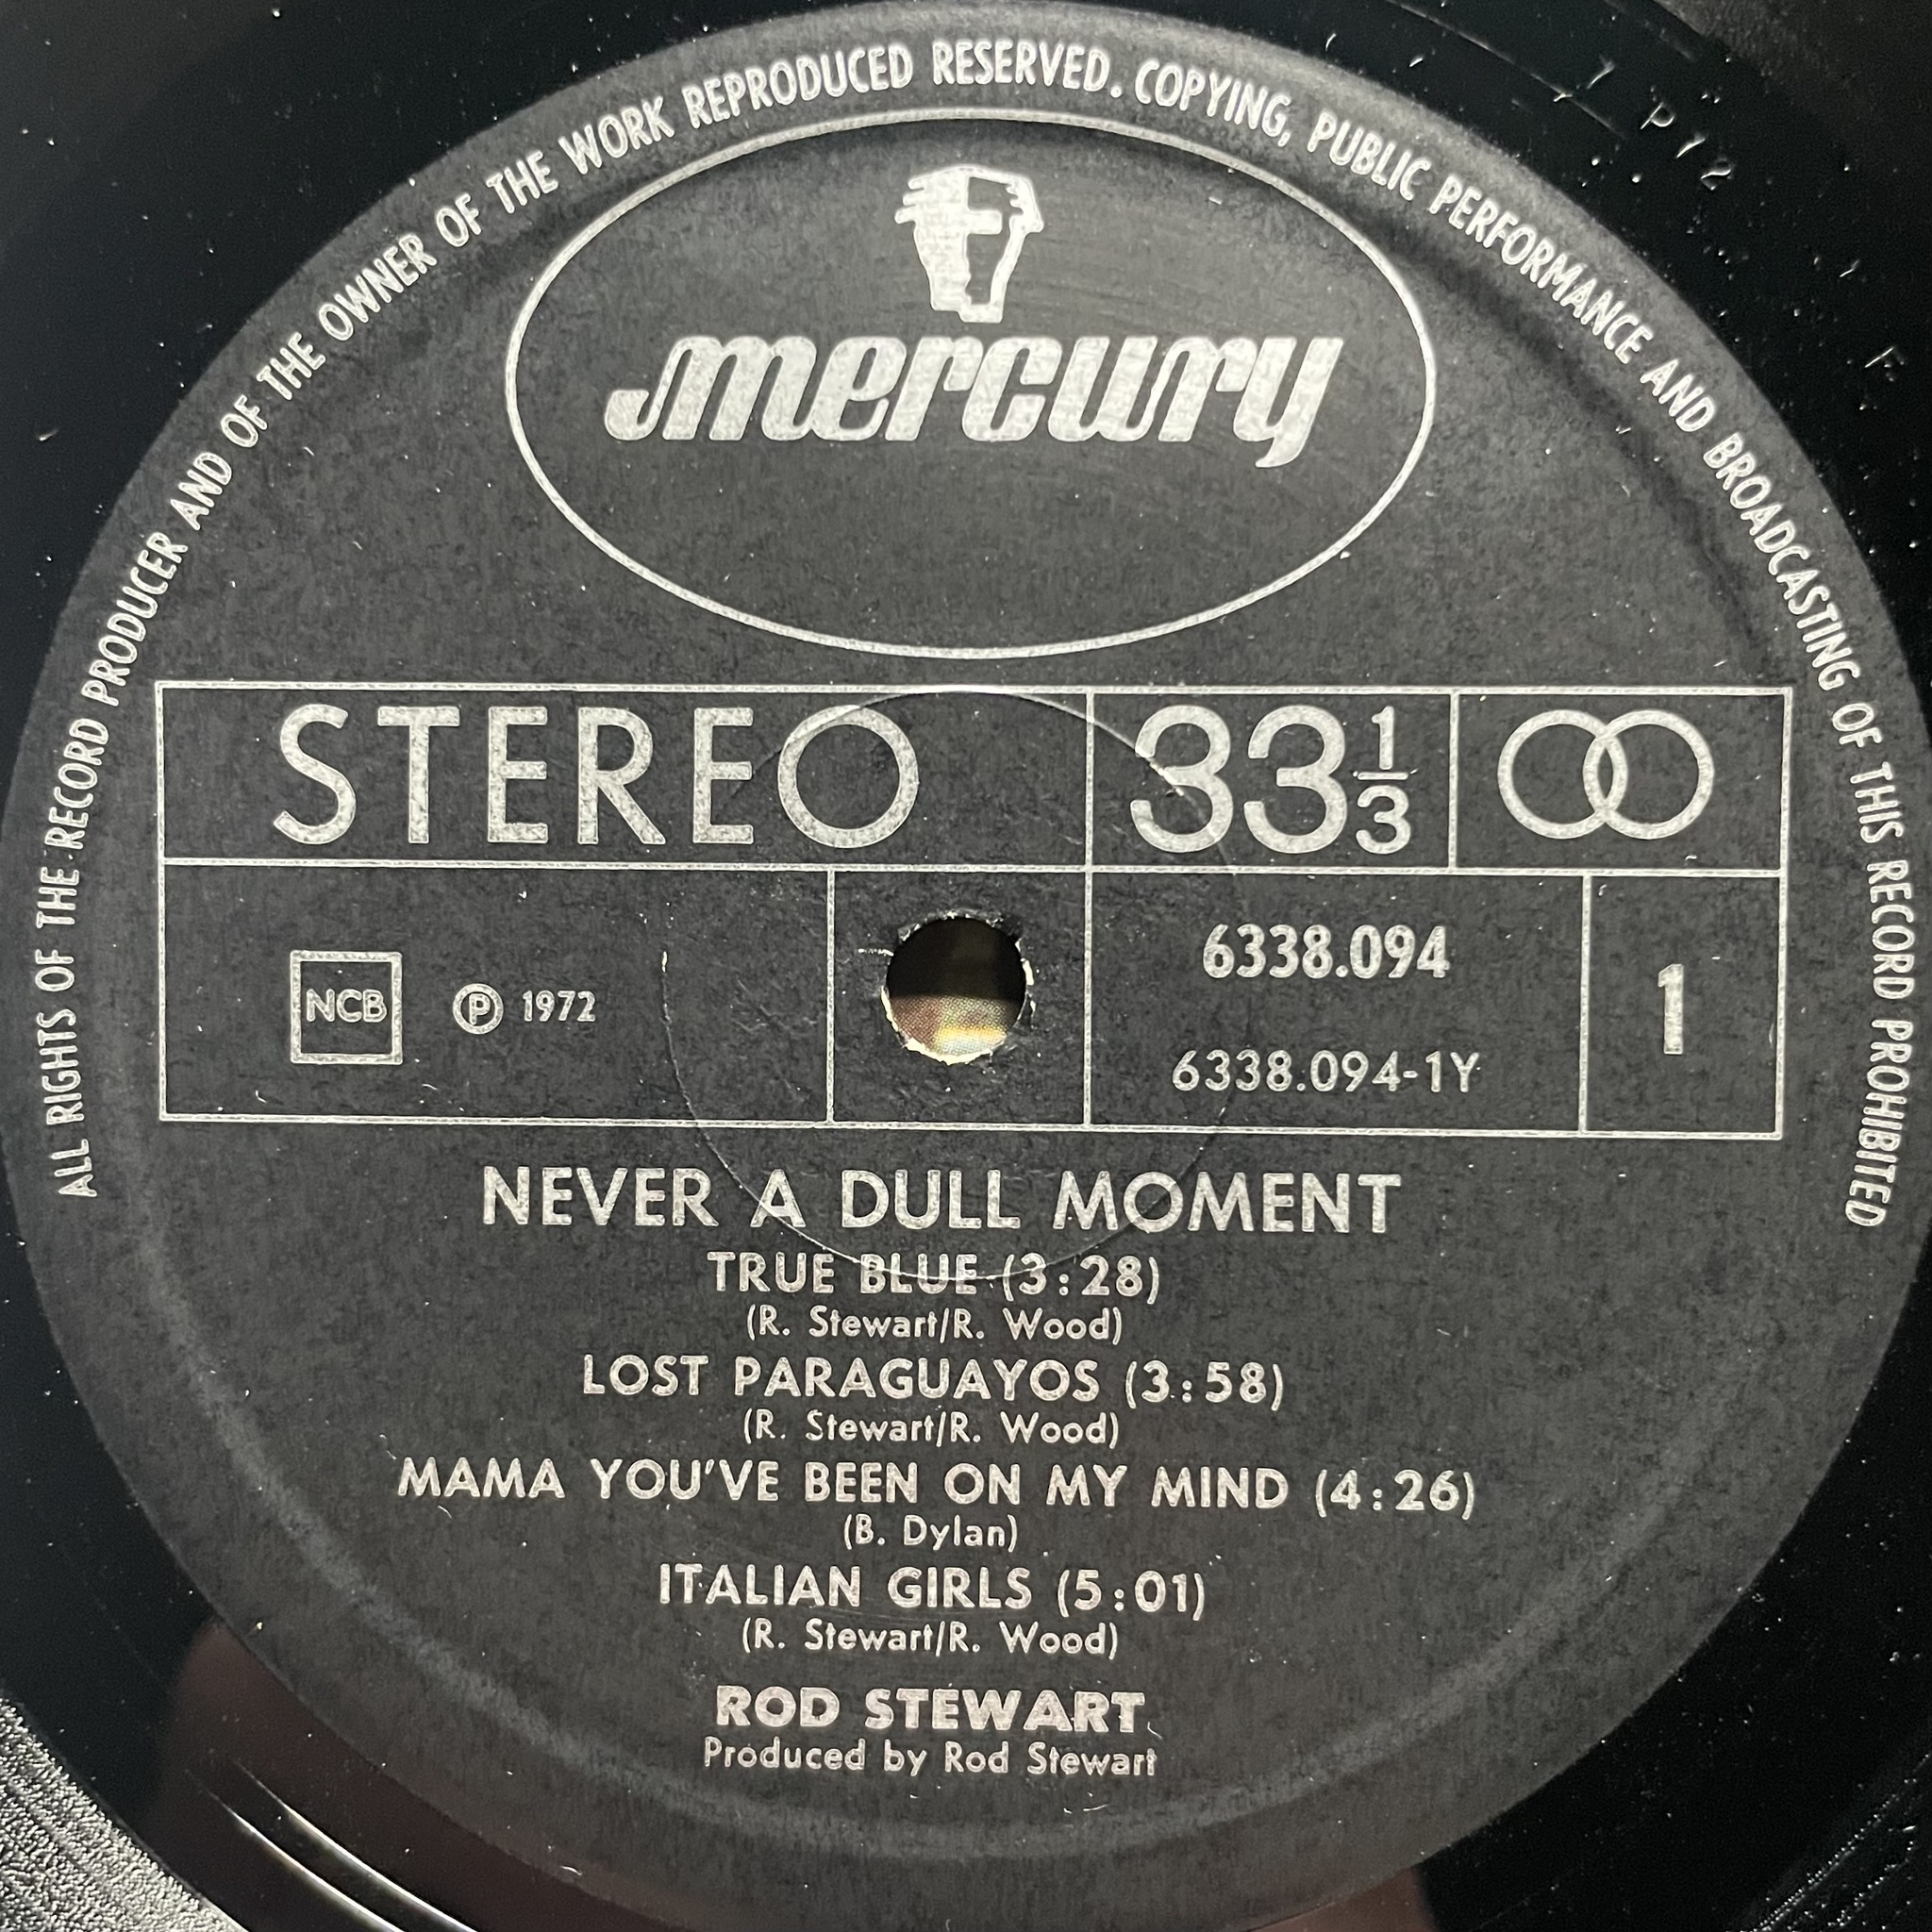 ALL RIGHTS OF THE RECORD PRODUCER AND OF THE OWNER OF THE WORK REPRODUCED RESERVED. COPYING, PUBLIC PERFORMANCE AND BROADCASTING OF THIS RECORD PROHIBITED
mercury
STEREO 33 1/3
NCB ℗ 1972
6338.094
6338.094-1Y
1
NEVER A DULL MOMENT
TRUE BLUE (3:28)
(R. Stewart/R. Wood)
LOST PARAGUAYOS (3:58)
(R. Stewart/R. Wood)
MAMA YOU'VE BEEN ON MY MIND (4:26)
(B. Dylan)
ITALIAN GIRLS (5:01)
(R. Stewart/R. Wood)
ROD STEWART
Produced by Rod Stewart